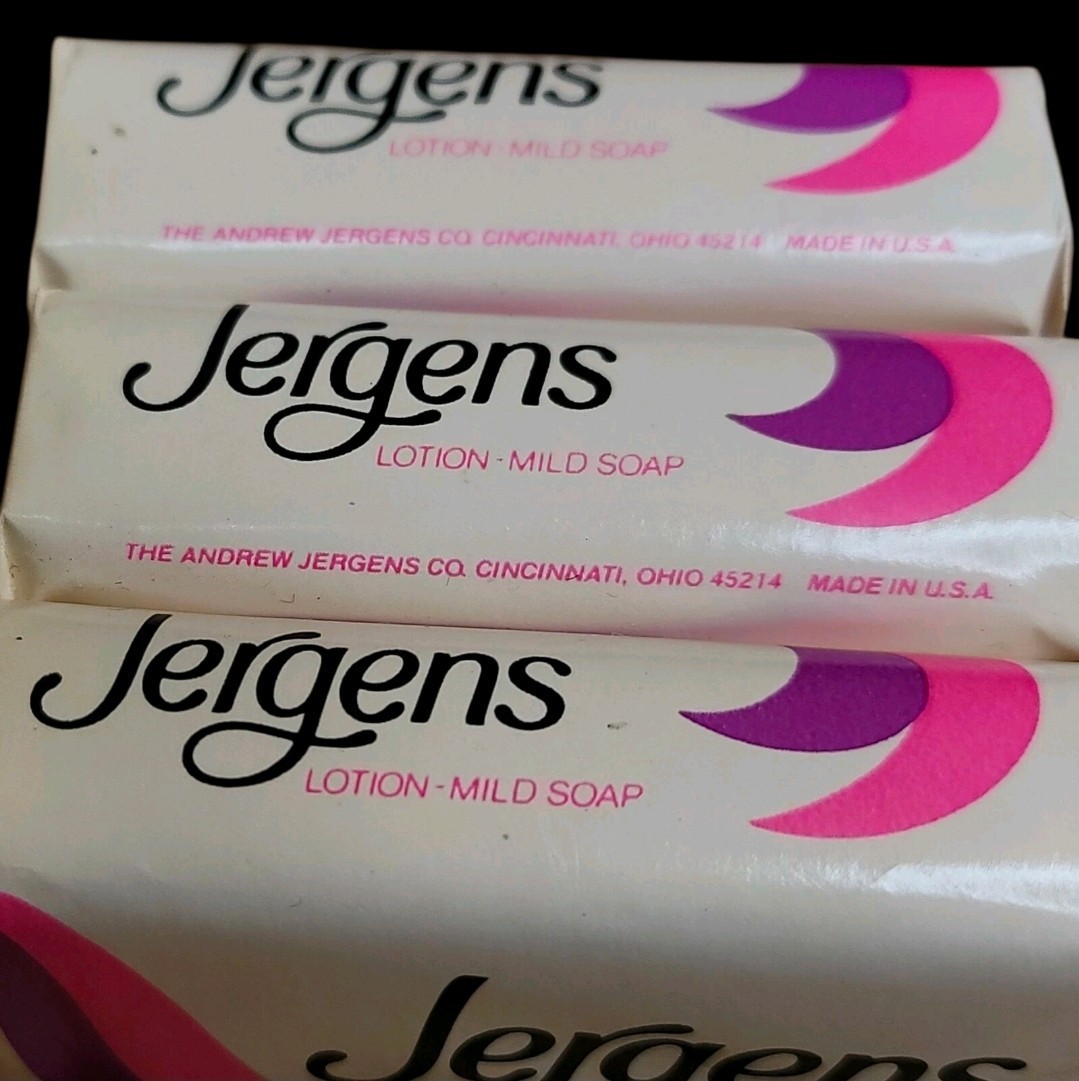 Jergens
LOTION-MILD SOAP
THE ANDREW JERGENS CO. CINCINNATI, OHIO 45214 MADE IN U.S.A.
Jergens
LOTION-MILD SOAP
THE ANDREW JERGENS CO. CINCINNATI, OHIO 45214 MADE IN U.S.A.
Jergens
LOTION-MILD SOAP
Jergens